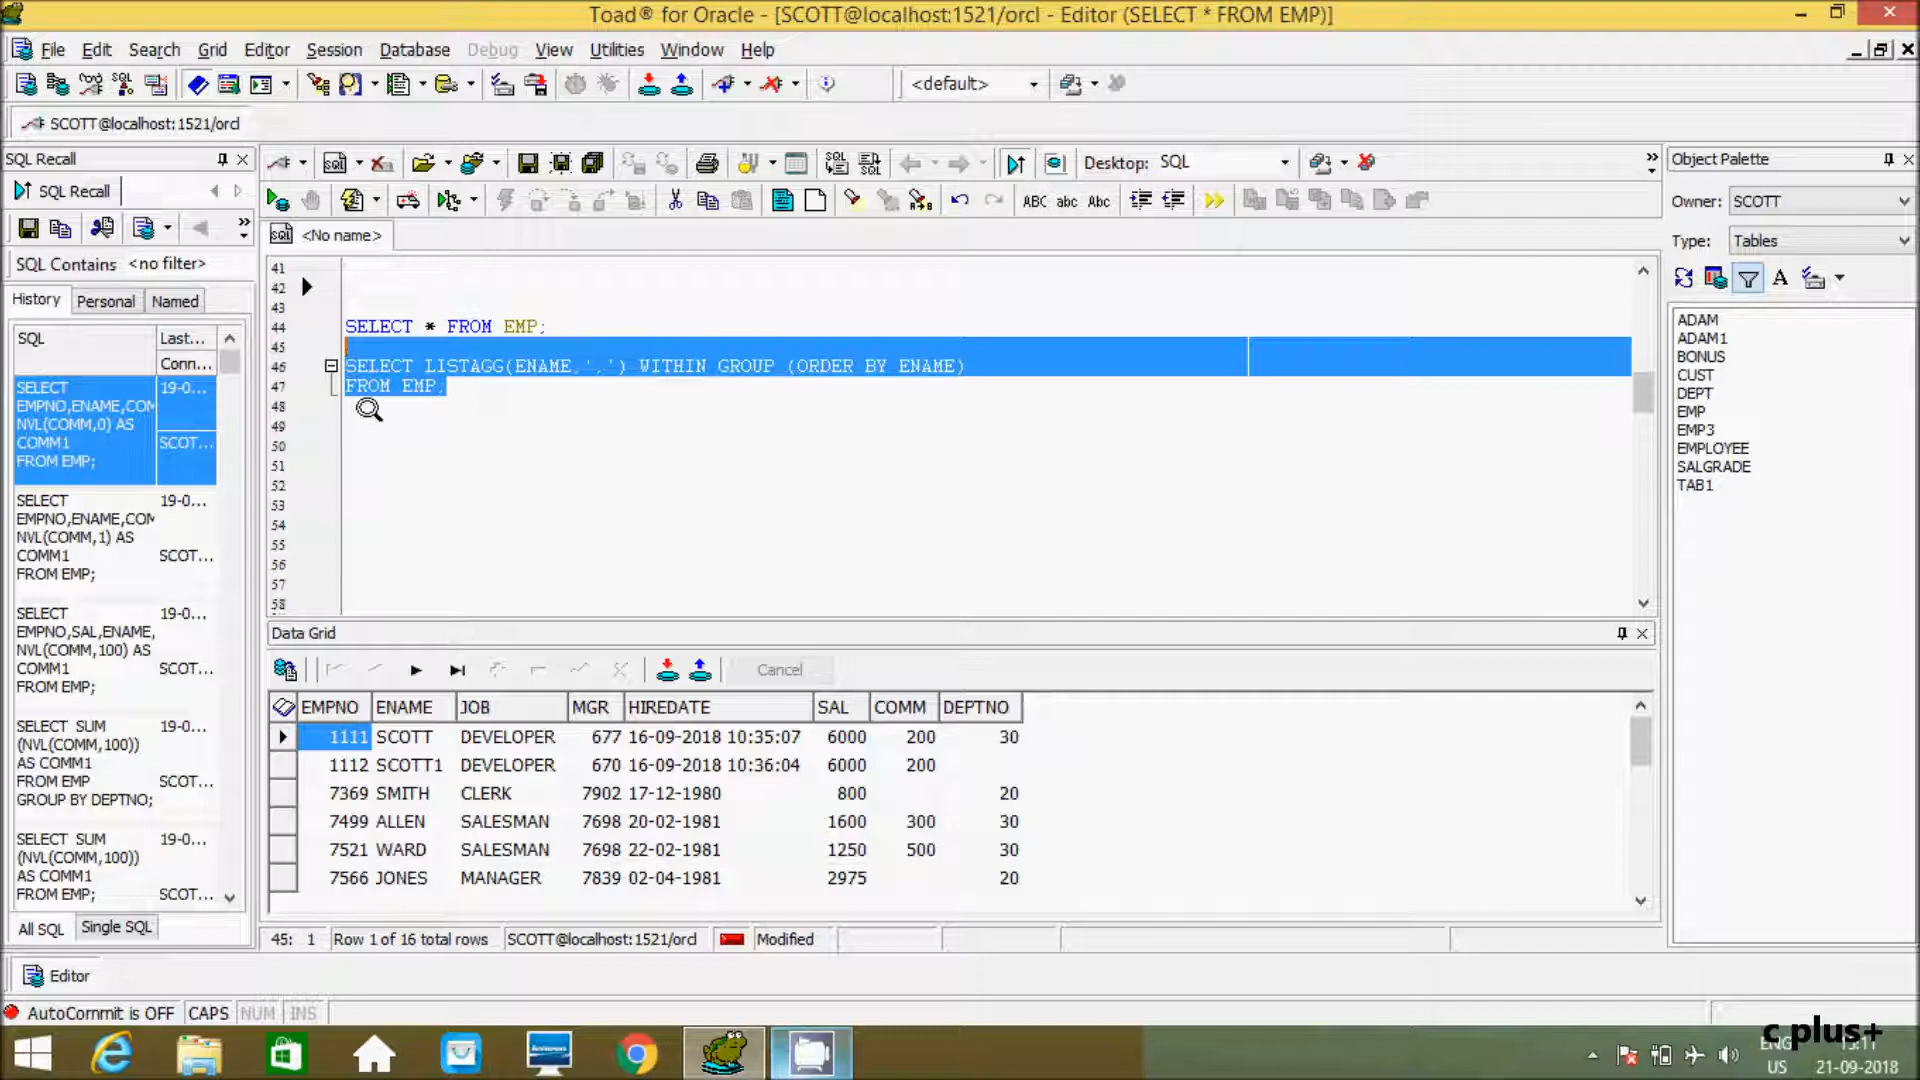 Toad® for Oracle - [SCOTT@localhost:1521/orcl - Editor (SELECT * FROM EMP)]
File Edit Search Grid Editor Session Database Debug View Utilities Window Help
<default>
SCOTT@localhost:1521/orcl
SQL Recall
SQL Recall
SQL Contains <no filter>
History Personal Named
SQL Last...
Conn...
SELECT 19-0...
EMPNO,ENAME,COM
NVL(COMM,0) AS
COMM1 SCOT...
FROM EMP;
SELECT 19-0...
EMPNO,ENAME,COM
NVL(COMM,1) AS
COMM1 SCOT...
FROM EMP;
SELECT 19-0...
EMPNO,SAL,ENAME,
NVL(COMM,100) AS
COMM1 SCOT...
FROM EMP;
SELECT SUM 19-0...
(NVL(COMM,100))
AS COMM1
FROM EMP SCOT...
GROUP BY DEPTNO;
SELECT SUM 19-0...
(NVL(COMM,100))
AS COMM1
FROM EMP; SCOT...
All SQL Single SQL
Desktop: SQL
ABC abc Abc
<No name>
41
42
43
44 SELECT * FROM EMP;
45
46 SELECT LISTAGG(ENAME,',') WITHIN GROUP (ORDER BY ENAME)
47 FROM EMP;
48
49
50
51
52
53
54
55
56
57
58
Data Grid
Cancel
EMPNO ENAME JOB MGR HIREDATE SAL COMM DEPTNO
1111 SCOTT DEVELOPER 677 16-09-2018 10:35:07 6000 200 30
1112 SCOTT1 DEVELOPER 670 16-09-2018 10:36:04 6000 200
7369 SMITH CLERK 7902 17-12-1980 800 20
7499 ALLEN SALESMAN 7698 20-02-1981 1600 300 30
7521 WARD SALESMAN 7698 22-02-1981 1250 500 30
7566 JONES MANAGER 7839 02-04-1981 2975 20
45: 1 Row 1 of 16 total rows SCOTT@localhost:1521/orcl Modified
Object Palette
Owner: SCOTT
Type: Tables
ADAM
ADAM1
BONUS
CUST
DEPT
EMP
EMP3
EMPLOYEE
SALGRADE
TAB1
Editor
AutoCommit is OFF CAPS NUM INS
c plus+
ENG
US 21-09-2018